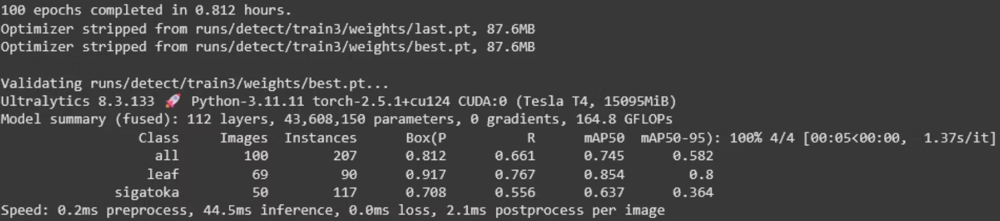 100 epochs completed in 0.812 hours.
Optimizer stripped from runs/detect/train3/weights/last.pt, 87.6MB
Optimizer stripped from runs/detect/train3/weights/best.pt, 87.6MB
Validating runs/detect/train3/weights/best.pt...
Ultralytics 8.3.133 🚀 Python-3.11.11 torch-2.5.1+cu124 CUDA:0 (Tesla T4, 15095MiB)
Model summary (fused): 112 layers, 43,608,150 parameters, 0 gradients, 164.8 GFLOPs
Class Images Instances Box(P R mAP50 mAP50-95): 100% 4/4 [00:05<00:00, 1.37s/it]
all 100 207 0.812 0.661 0.745 0.582
leaf 69 90 0.917 0.767 0.854 0.8
sigatoka 50 117 0.708 0.556 0.637 0.364
Speed: 0.2ms preprocess, 44.5ms inference, 0.0ms loss, 2.1ms postprocess per image